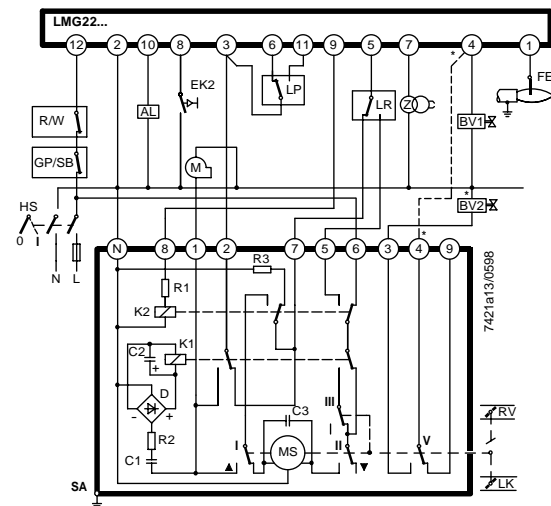 LMG22...
12 2 10 8 3 6 11 9 5 7 4 1
*
EK2
FE
LP
R/W
AL
LR
Z
BV1
M
GP/SB
*
BV2
HS
0 I
N L
*
N 8 1 2 7 5 6 3 4 9
R3
R1
K2
K1
C2
+
D
- +
R2
C1
C3
III
I
I
MS
II
V
RV
LK
SA
7421a13/0598